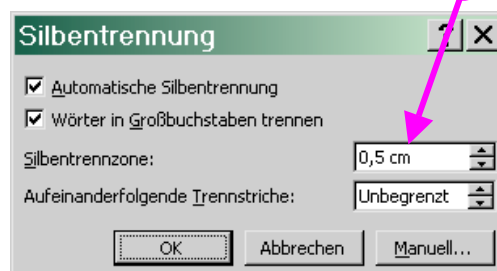 Silbentrennung
Automatische Silbentrennung
Wörter in Großbuchstaben trennen
Silbentrennzone: 0,5 cm
Aufeinanderfolgende Trennstriche: Unbegrenzt
OK Abbrechen Manuell...